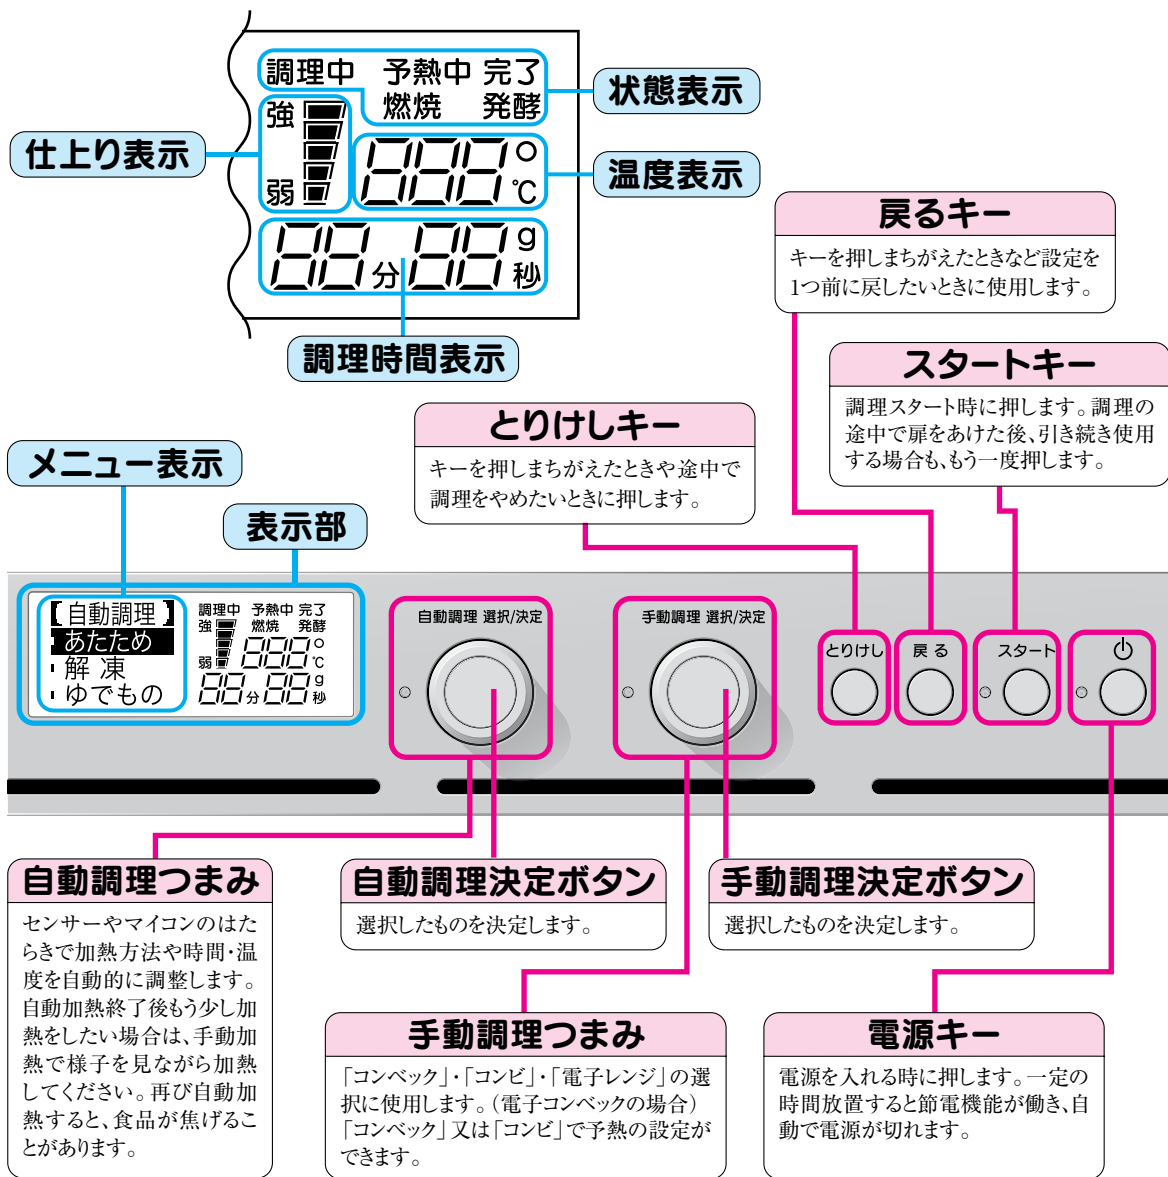 調理中 予熱中 完了
燃焼 発酵
強
弱
888°
℃
88分88g
秒
状態表示
仕上り表示
温度表示
調理時間表示
戻るキー
キーを押しまちがえたときなど設定を
1つ前に戻したいときに使用します。
スタートキー
調理スタート時に押します。調理の
途中で扉をあけた後、引き続き使用
する場合も、もう一度押します。
とりけしキー
キーを押しまちがえたときや途中で
調理をやめたいときに押します。
メニュー表示
表示部
【自動調理】
あたため
解 凍
ゆでもの
調理中 予熱中 完了
強 燃焼 発酵
弱 888°
℃
88分88g
秒
自動調理 選択/決定
手動調理 選択/決定
とりけし
戻 る
スタート
自動調理つまみ
センサーやマイコンのはた
らきで加熱方法や時間・温
度を自動的に調整します。
自動加熱終了後もう少し加
熱をしたい場合は、手動加
熱で様子を見ながら加熱
してください。再び自動加
熱すると、食品が焦げるこ
とがあります。
自動調理決定ボタン
選択したものを決定します。
手動調理決定ボタン
選択したものを決定します。
手動調理つまみ
「コンベック」・「コンビ」・「電子レンジ」の選
択に使用します。(電子コンベックの場合)
「コンベック」又は「コンビ」で予熱の設定が
できます。
電源キー
電源を入れる時に押します。一定の
時間放置すると節電機能が働き、自
動で電源が切れます。